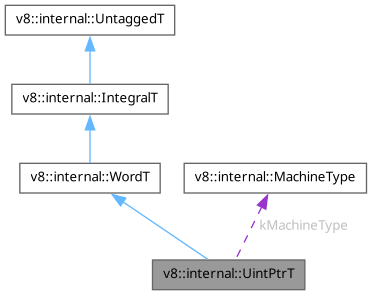 v8::internal::UntaggedT
v8::internal::IntegralT
v8::internal::WordT
v8::internal::MachineType
kMachineType
v8::internal::UintPtrT